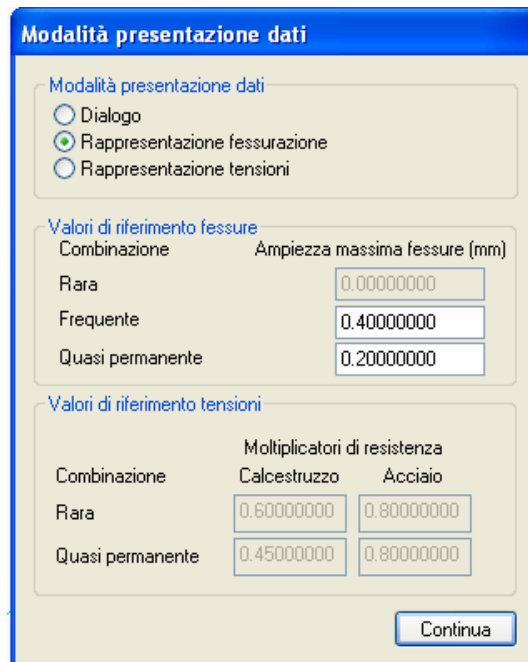 Modalità presentazione dati
Modalità presentazione dati
Dialogo
Rappresentazione fessurazione
Rappresentazione tensioni
Valori di riferimento fessure
Combinazione Ampiezza massima fessure (mm)
Rara 0.00000000
Frequente 0.40000000
Quasi permanente 0.20000000
Valori di riferimento tensioni
Moltiplicatori di resistenza
Combinazione Calcestruzzo Acciaio
Rara 0.60000000 0.80000000
Quasi permanente 0.45000000 0.80000000
Continua